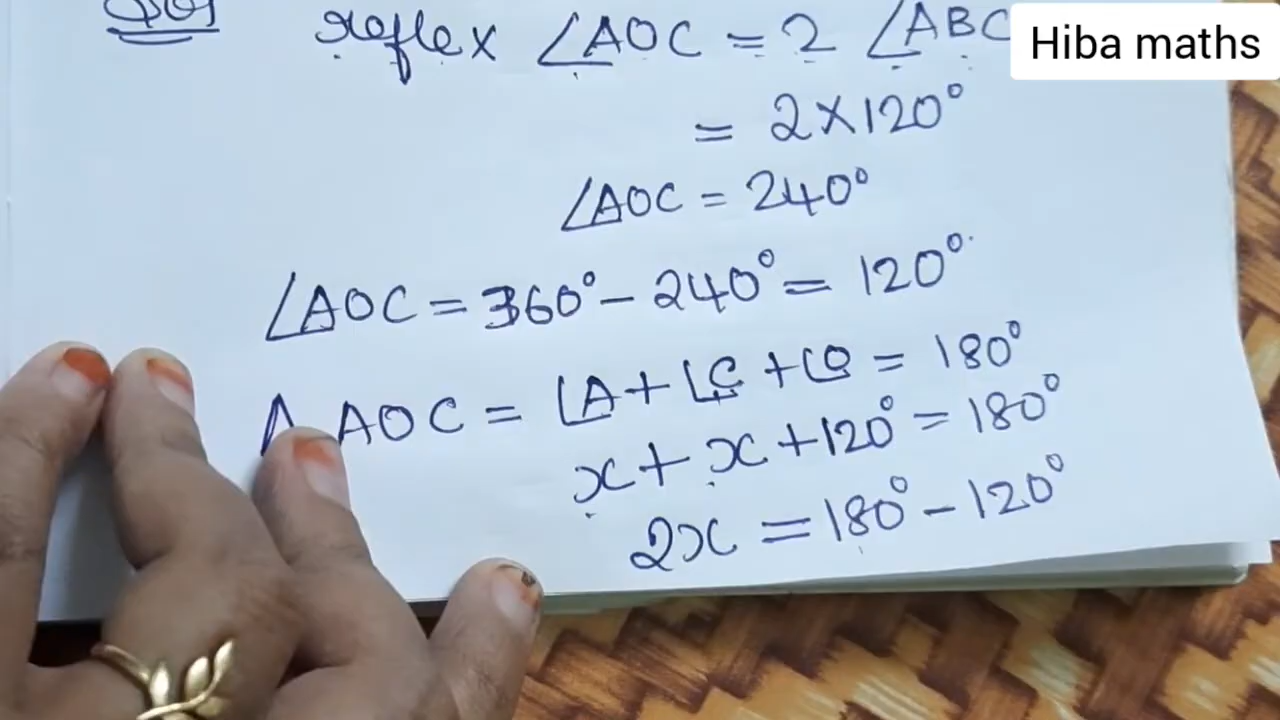 Sol
reflex ∠AOC = 2 ∠ABC
Hiba maths
= 2×120°
∠AOC = 240°
∠AOC = 360° - 240° = 120°
Δ AOC = ∠A + ∠C + ∠O = 180°
x + x + 120° = 180°
2x = 180° - 120°